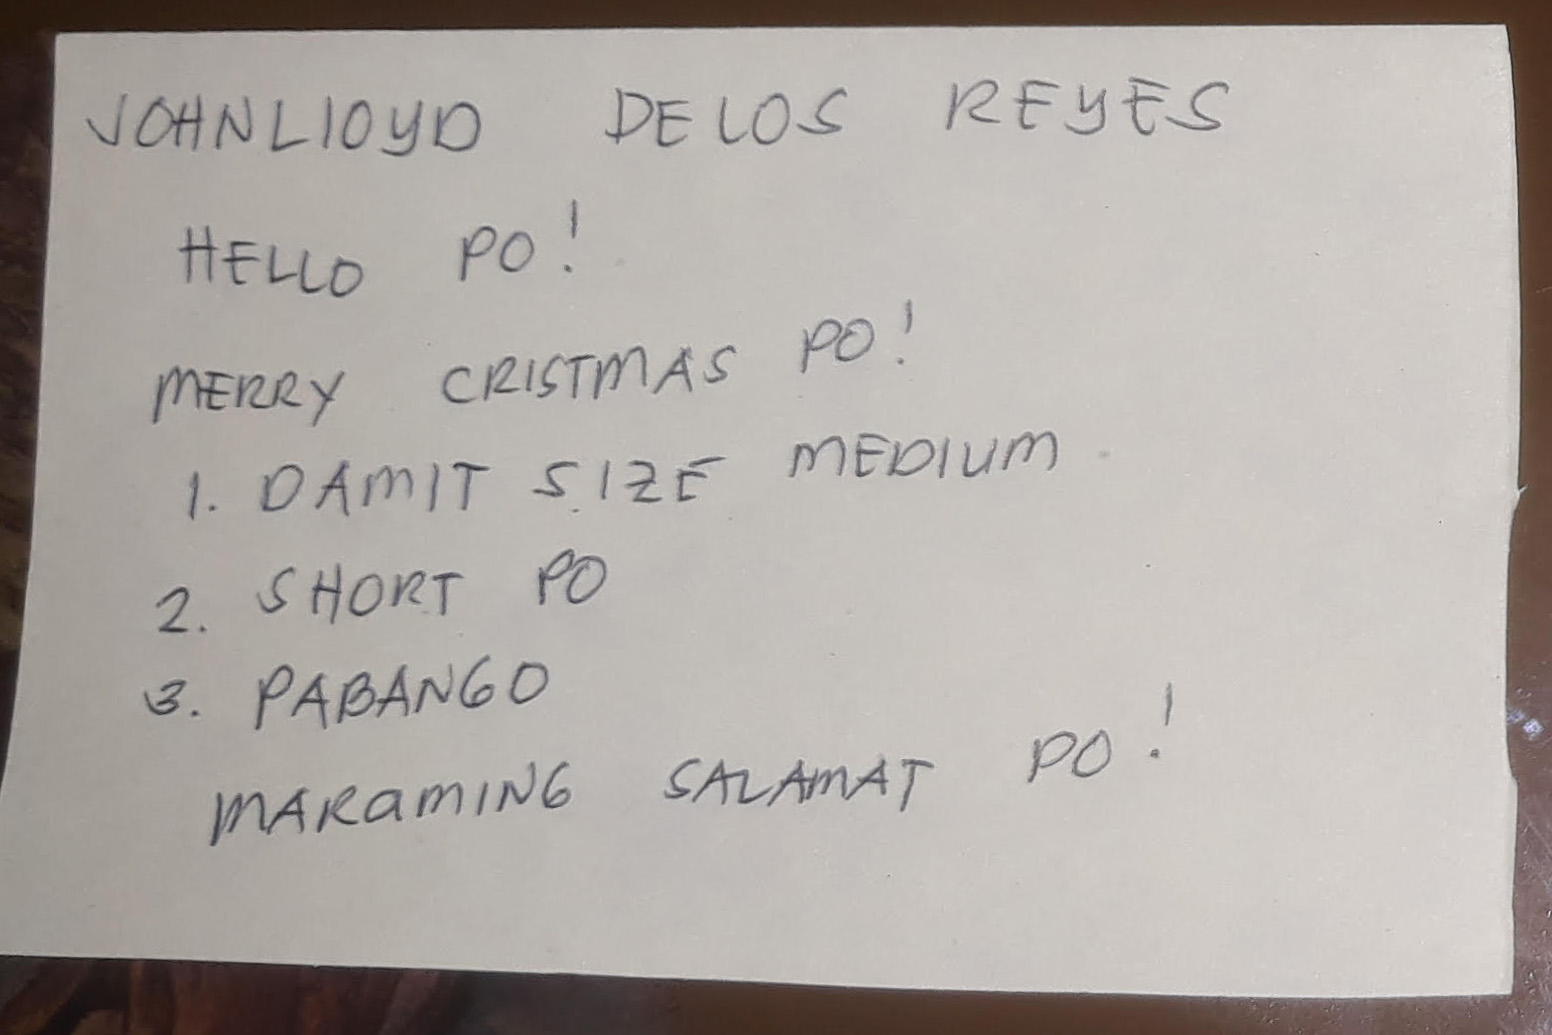 JOHNLIOYD DELOS REYES
HELLO PO!
MERRY CRISTMAS PO!
1. DAMIT SIZE MEDIUM
2. SHORT PO
3. PABANGO
MARAMING SALAMAT PO!